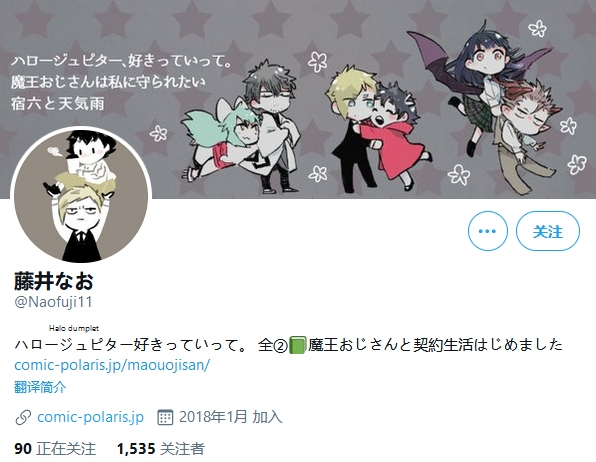 ハロージュピター、好きっていって。
魔王おじさんは私に守られたい
宿六と天気雨
関注
藤井なお
@Naofuji11
Halo dumplet
ハロージュピター好きっていって。 全②📗魔王おじさんと契約生活はじめました
comic-polaris.jp/maouojisan/
翻译简介
comic-polaris.jp 2018年1月 加入
90 正在关注 1,535 关注者